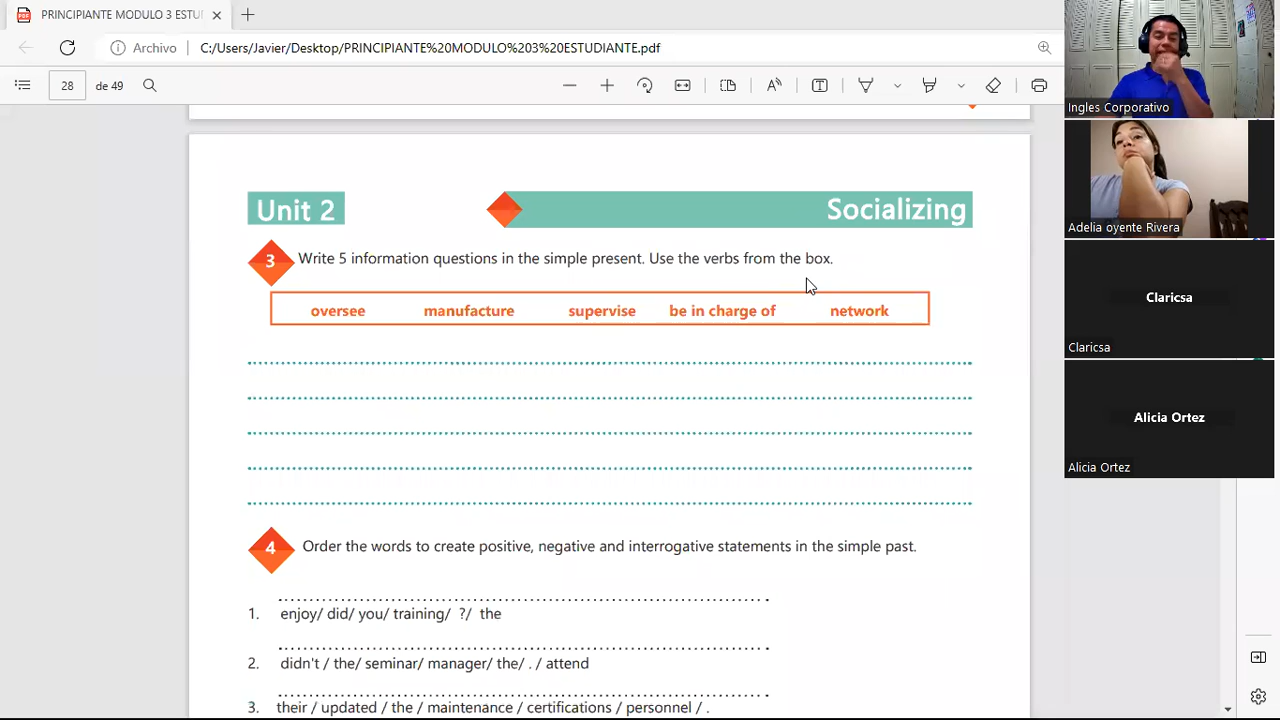 PRINCIPIANTE MODULO 3 ESTU
Archivo
C:/Users/Javier/Desktop/PRINCIPIANTE%20MODULO%203%20ESTUDIANTE.pdf
28 de 49
Unit 2
Socializing
3 Write 5 information questions in the simple present. Use the verbs from the box.
oversee manufacture supervise be in charge of network
4 Order the words to create positive, negative and interrogative statements in the simple past.
1. enjoy/ did/ you/ training/ ?/ the
2. didn't / the/ seminar/ manager/ the/ . / attend
3. their / updated / the / maintenance / certifications / personnel / .
Ingles Corporativo
Adelia oyente Rivera
Claricsa
Claricsa
Alicia Ortez
Alicia Ortez